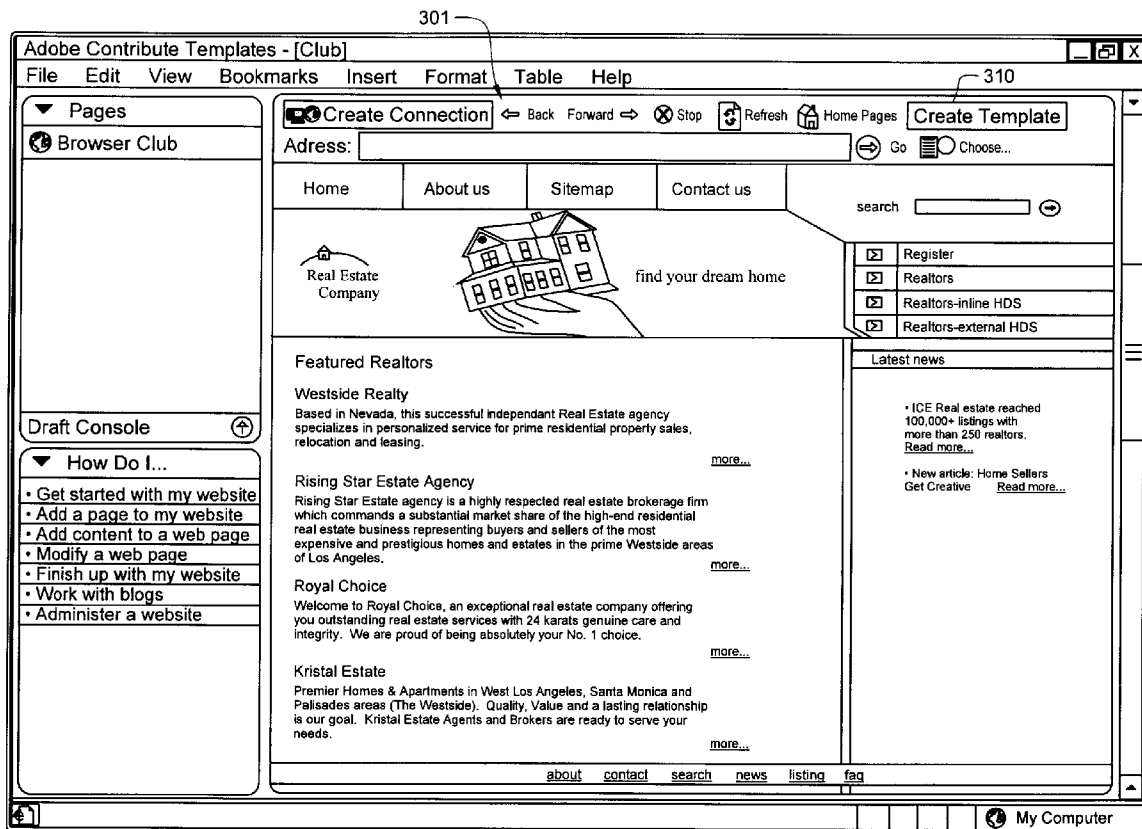 301
Adobe Contribute Templates - [Club]
File Edit View Bookmarks Insert Format Table Help
310
Pages
Browser Club
Draft Console
How Do I...
• Get started with my website
• Add a page to my website
• Add content to a web page
• Modify a web page
• Finish up with my website
• Work with blogs
• Administer a website
Create Connection Back Forward Stop Refresh Home Pages Create Template
Adress: Go Choose...
Home About us Sitemap Contact us
search
Real Estate
Company
find your dream home
Register
Realtors
Realtors-inline HDS
Realtors-external HDS
Featured Realtors
Westside Realty
Based in Nevada, this successful independant Real Estate agency
specializes in personalized service for prime residential property sales,
relocation and leasing.
more...
Rising Star Estate Agency
Rising Star Estate agency is a highly respected real estate brokerage firm
which commands a substantial market share of the high-end residential
real estate business representing buyers and sellers of the most
expensive and prestigious homes and estates in the prime Westside areas
of Los Angeles.
more...
Royal Choice
Welcome to Royal Choice, an exceptional real estate company offering
you outstanding real estate services with 24 karats genuine care and
integrity. We are proud of being absolutely your No. 1 choice.
more...
Kristal Estate
Premier Homes & Apartments in West Los Angeles, Santa Monica and
Palisades areas (The Westside). Quality, Value and a lasting relationship
is our goal. Kristal Estate Agents and Brokers are ready to serve your
needs.
more...
Latest news
• ICE Real estate reached
100,000+ listings with
more than 250 realtors.
Read more...
• New article: Home Sellers
Get Creative Read more...
about contact search news listing faq
My Computer